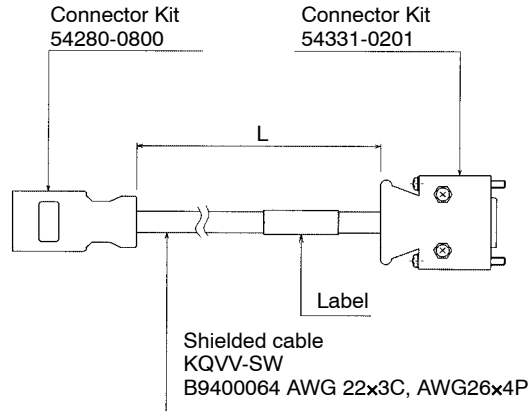 Connector Kit
54280-0800
Connector Kit
54331-0201
L
Label
Shielded cable
KQVV-SW
B9400064 AWG 22×3C, AWG26×4P